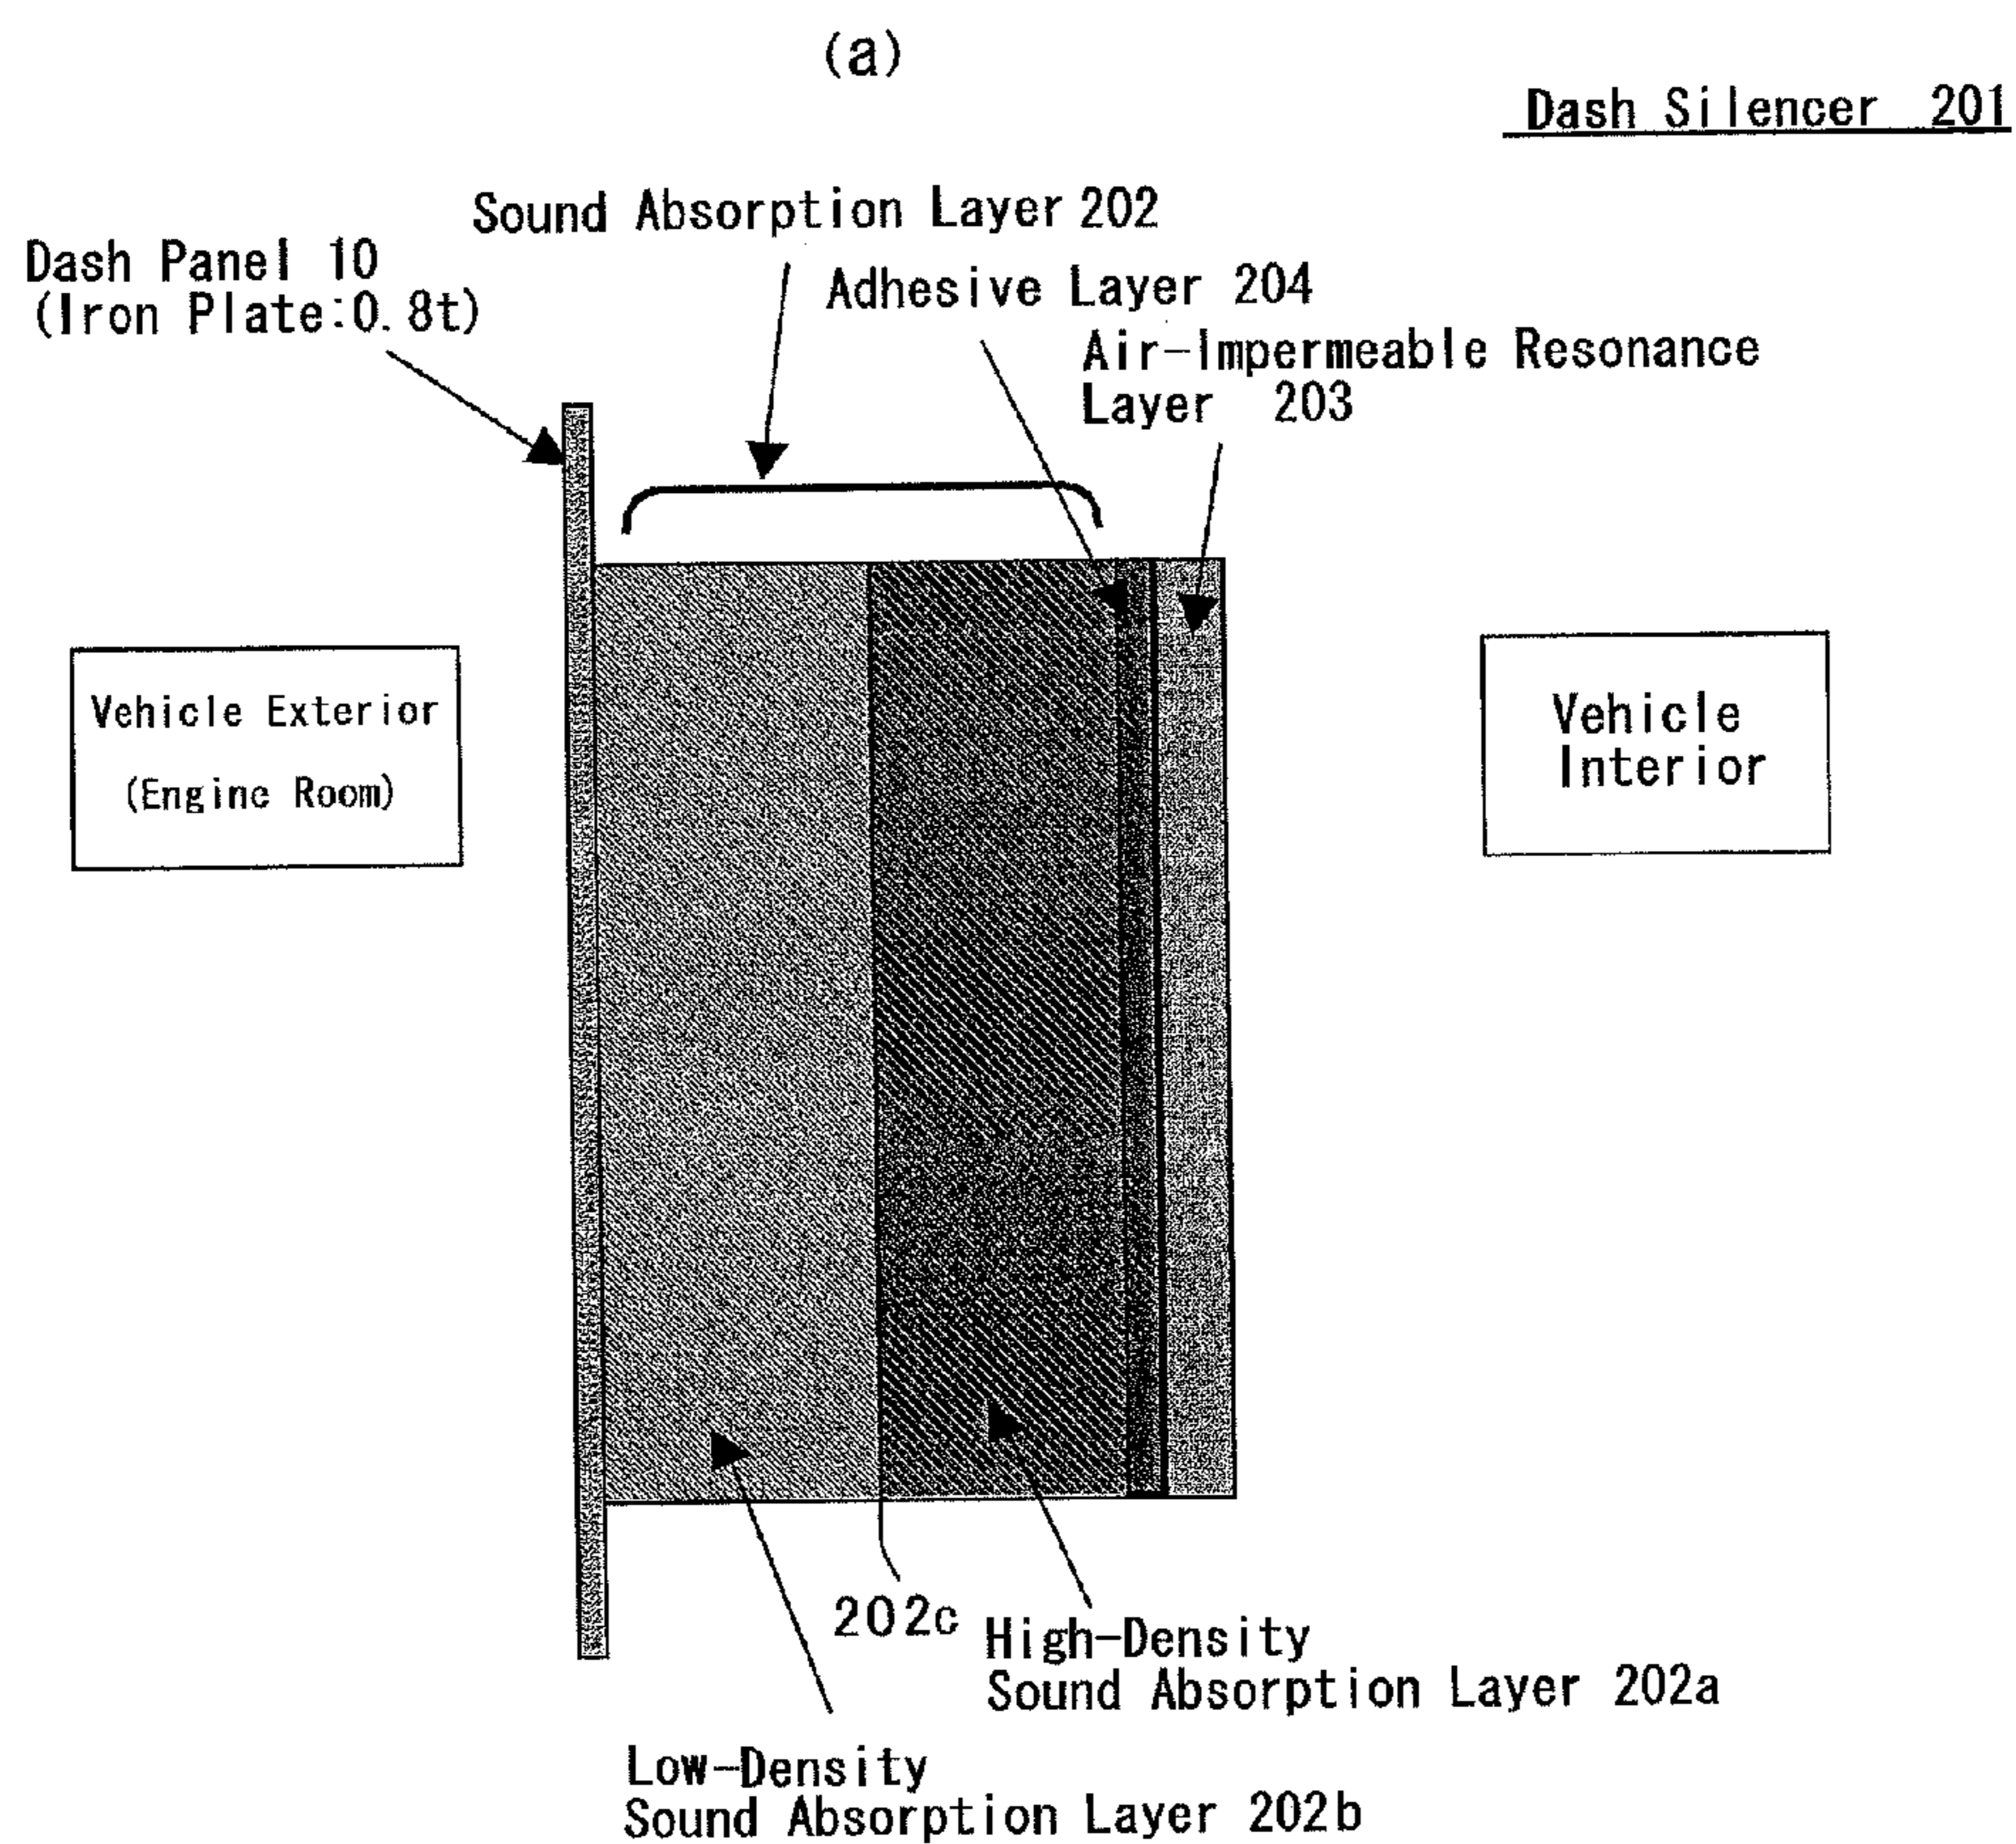 (a)
Dash Silencer 201
Sound Absorption Layer 202
Dash Panel 10
(Iron Plate:0.8t)
Adhesive Layer 204
Air-Impermeable Resonance
Layer 203
Vehicle Exterior
(Engine Room)
Vehicle
Interior
202c
High-Density
Sound Absorption Layer 202a
Low-Density
Sound Absorption Layer 202b